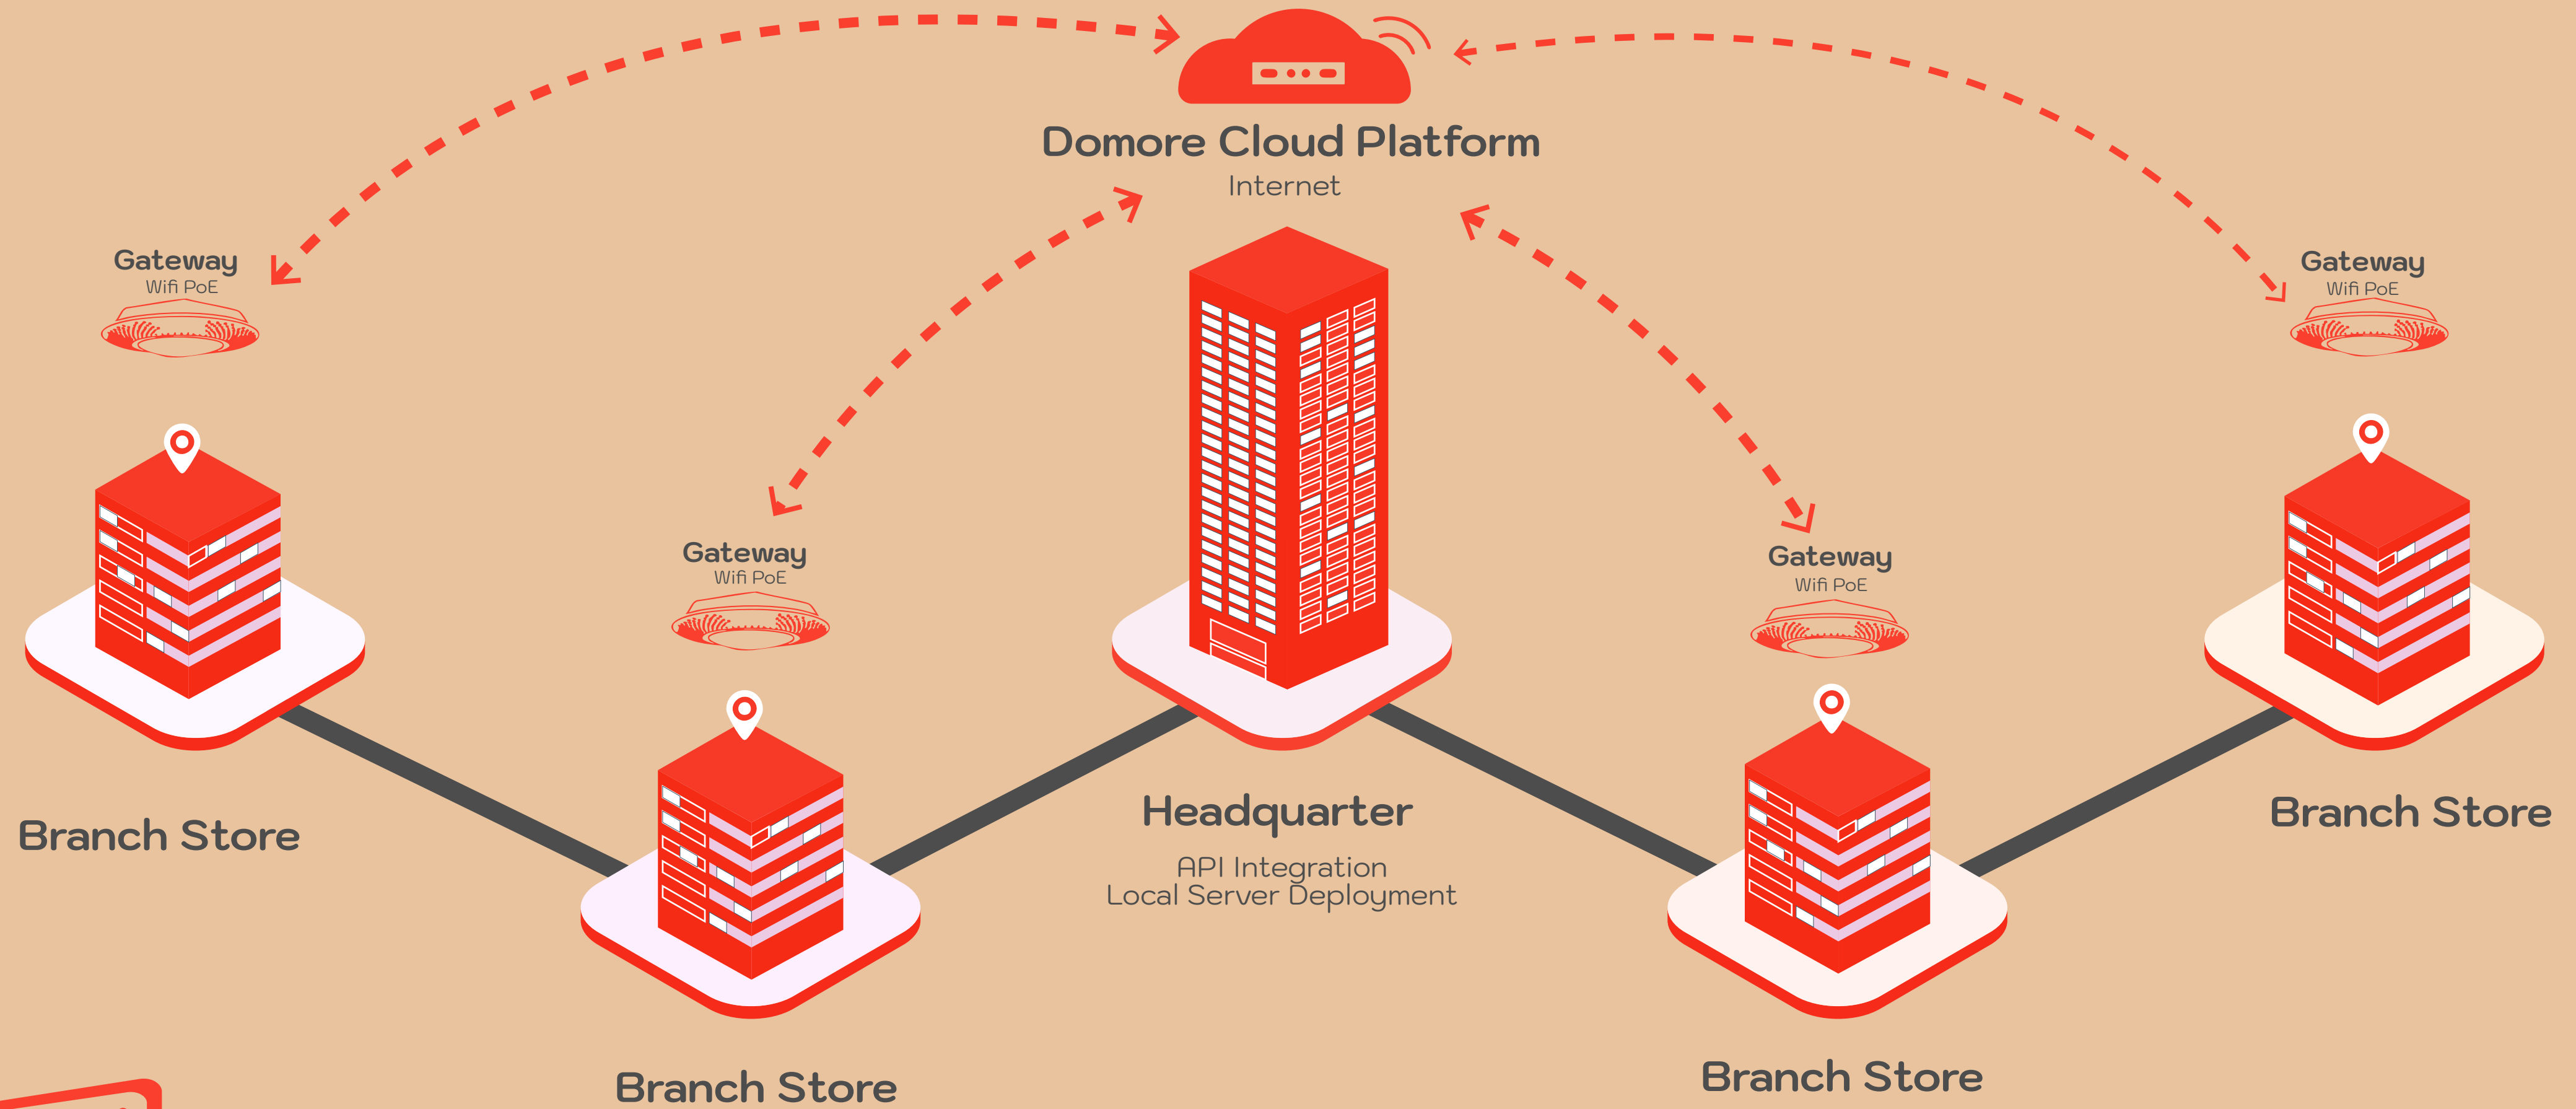 Domore Cloud Platform
Internet
Gateway
Wifi PoE
Gateway
Wifi PoE
Gateway
Wifi PoE
Gateway
Wifi PoE
Branch Store
Headquarter
API Integration
Local Server Deployment
Branch Store
Branch Store
Branch Store